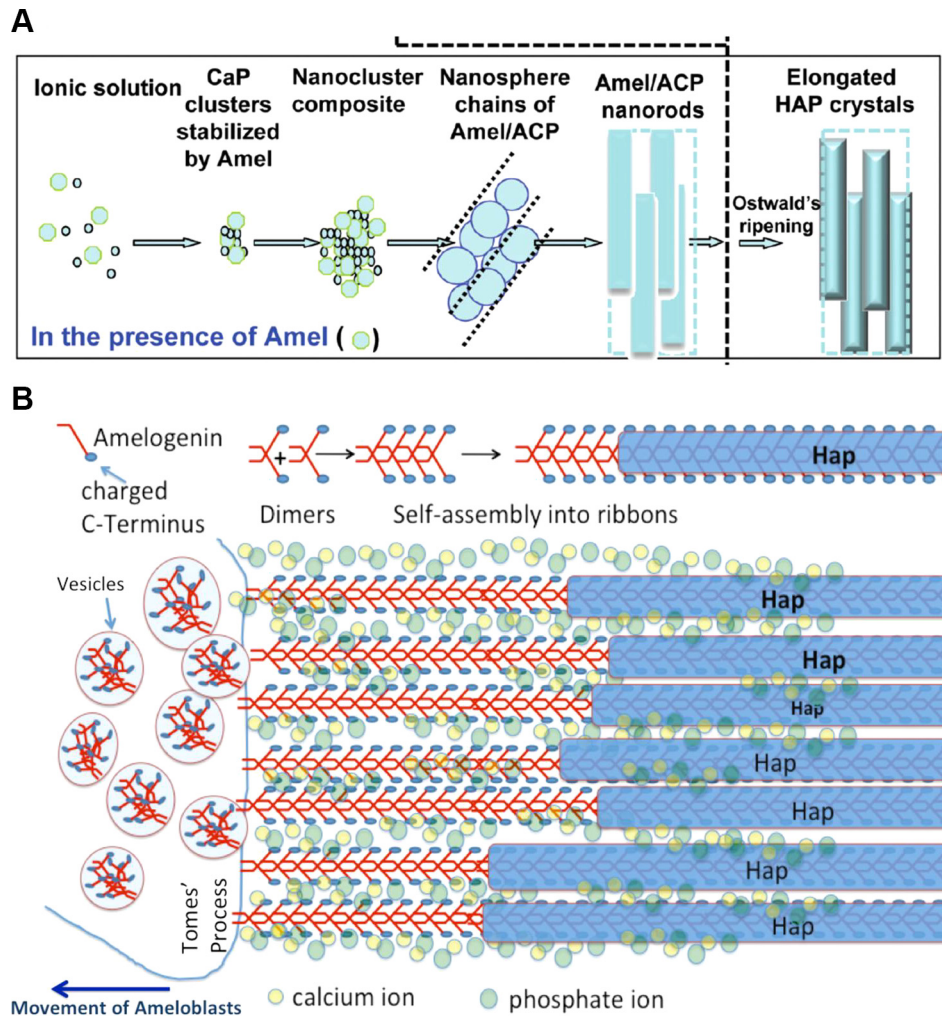 A
Ionic solution
CaP
clusters
stabilized
by Amel
Nanocluster
composite
Nanosphere
chains of
Amel/ACP
Amel/ACP
nanorods
Ostwald's
ripening
Elongated
HAP crystals
In the presence of Amel ( )
B
Amelogenin
charged
C-Terminus
+
Dimers
Self-assembly into ribbons
Hap
Vesicles
Hap
Hap
Hap
Hap
Hap
Hap
Hap
Tomes'
Process
Movement of Ameloblasts
calcium ion
phosphate ion